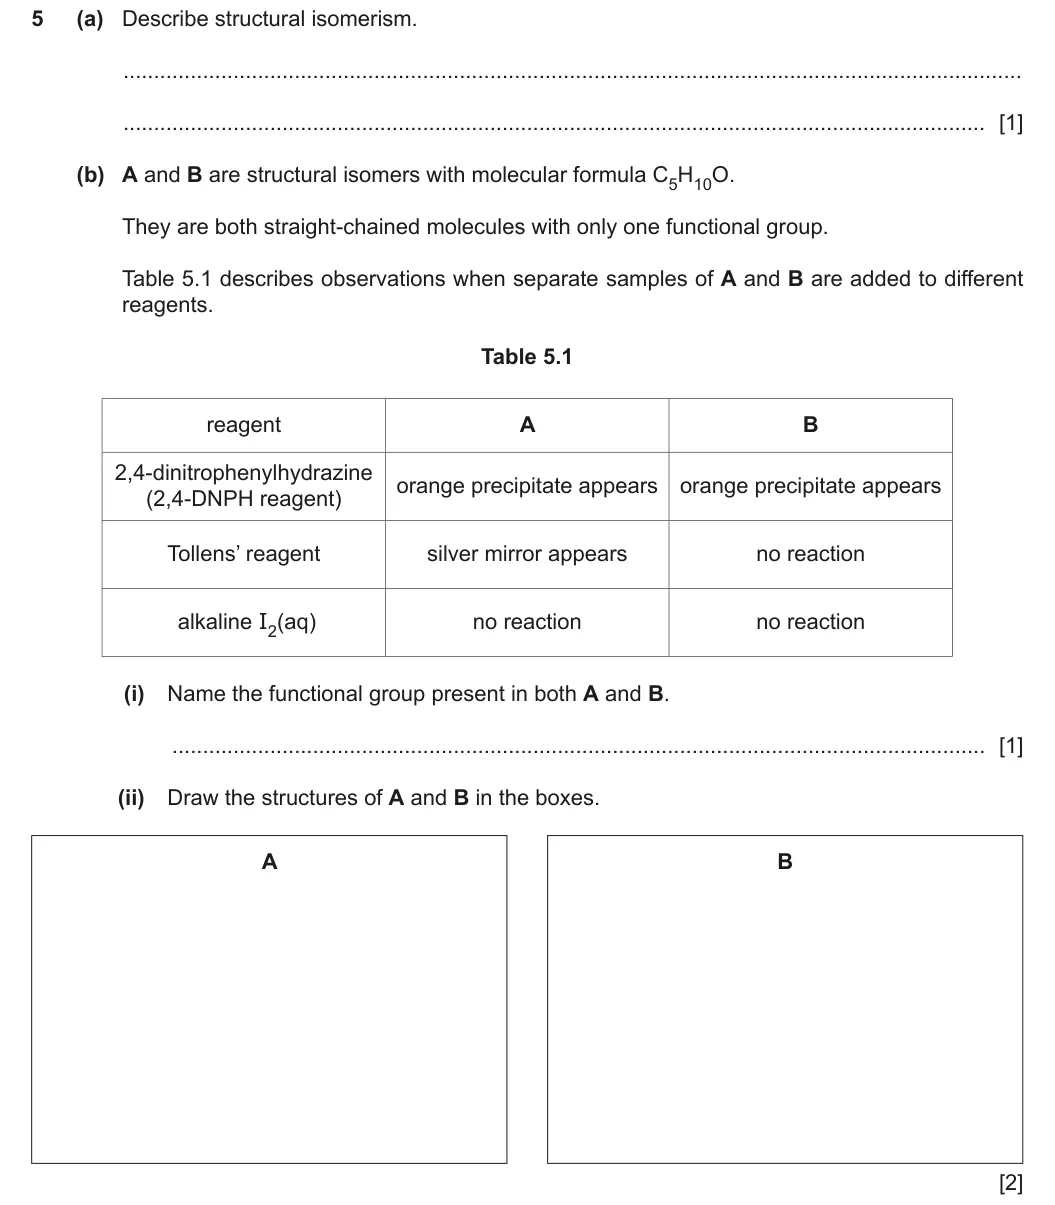 5 (a) Describe structural isomerism.
..........................................................................................................................................................
..................................................................................................................................................... [1]
(b) A and B are structural isomers with molecular formula C₅H₁₀O.
They are both straight-chained molecules with only one functional group.
Table 5.1 describes observations when separate samples of A and B are added to different
reagents.
Table 5.1
reagent A B
2,4-dinitrophenylhydrazine
(2,4-DNPH reagent) orange precipitate appears orange precipitate appears
Tollens’ reagent silver mirror appears no reaction
alkaline I₂(aq) no reaction no reaction
(i) Name the functional group present in both A and B.
............................................................................................................................................. [1]
(ii) Draw the structures of A and B in the boxes.
A B
[2]